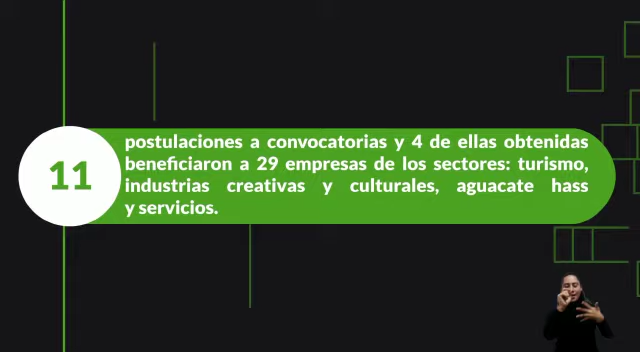 11
postulaciones a convocatorias y 4 de ellas obtenidas
beneficiaron a 29 empresas de los sectores: turismo,
industrias creativas y culturales, aguacate hass
y servicios.